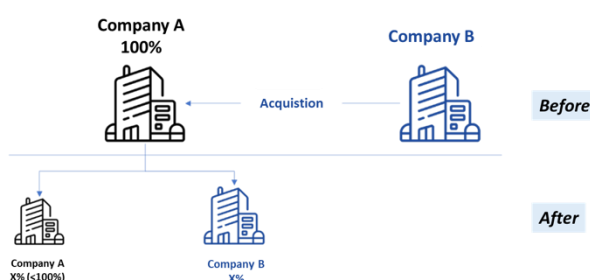 Company A
100%
Company B
Acquistion
Before
After
Company A
X% (<100%)
Company B
X%